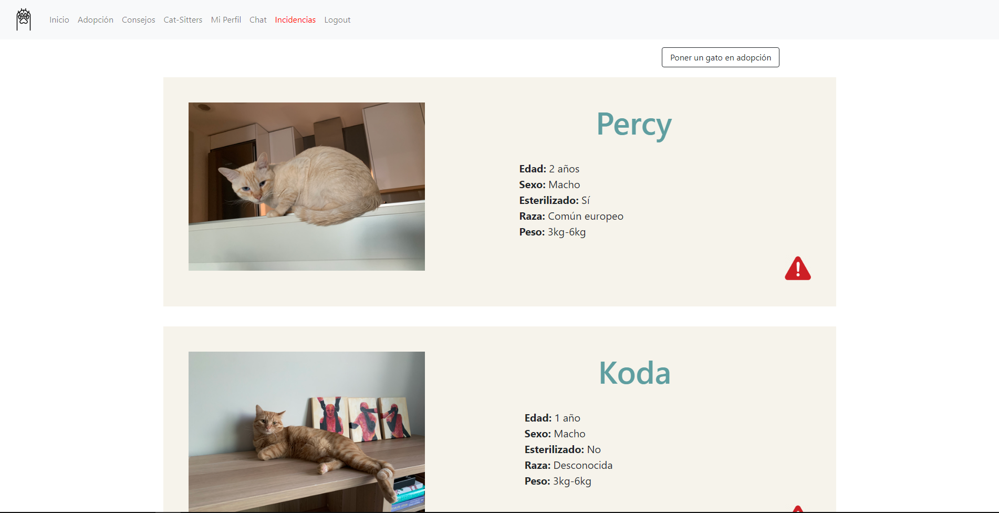 Inicio Adopción Consejos Cat-Sitters Mi Perfil Chat Incidencias Logout
Poner un gato en adopción
Percy
Edad: 2 años
Sexo: Macho
Esterilizado: Sí
Raza: Común europeo
Peso: 3kg-6kg
Koda
Edad: 1 año
Sexo: Macho
Esterilizado: No
Raza: Desconocida
Peso: 3kg-6kg